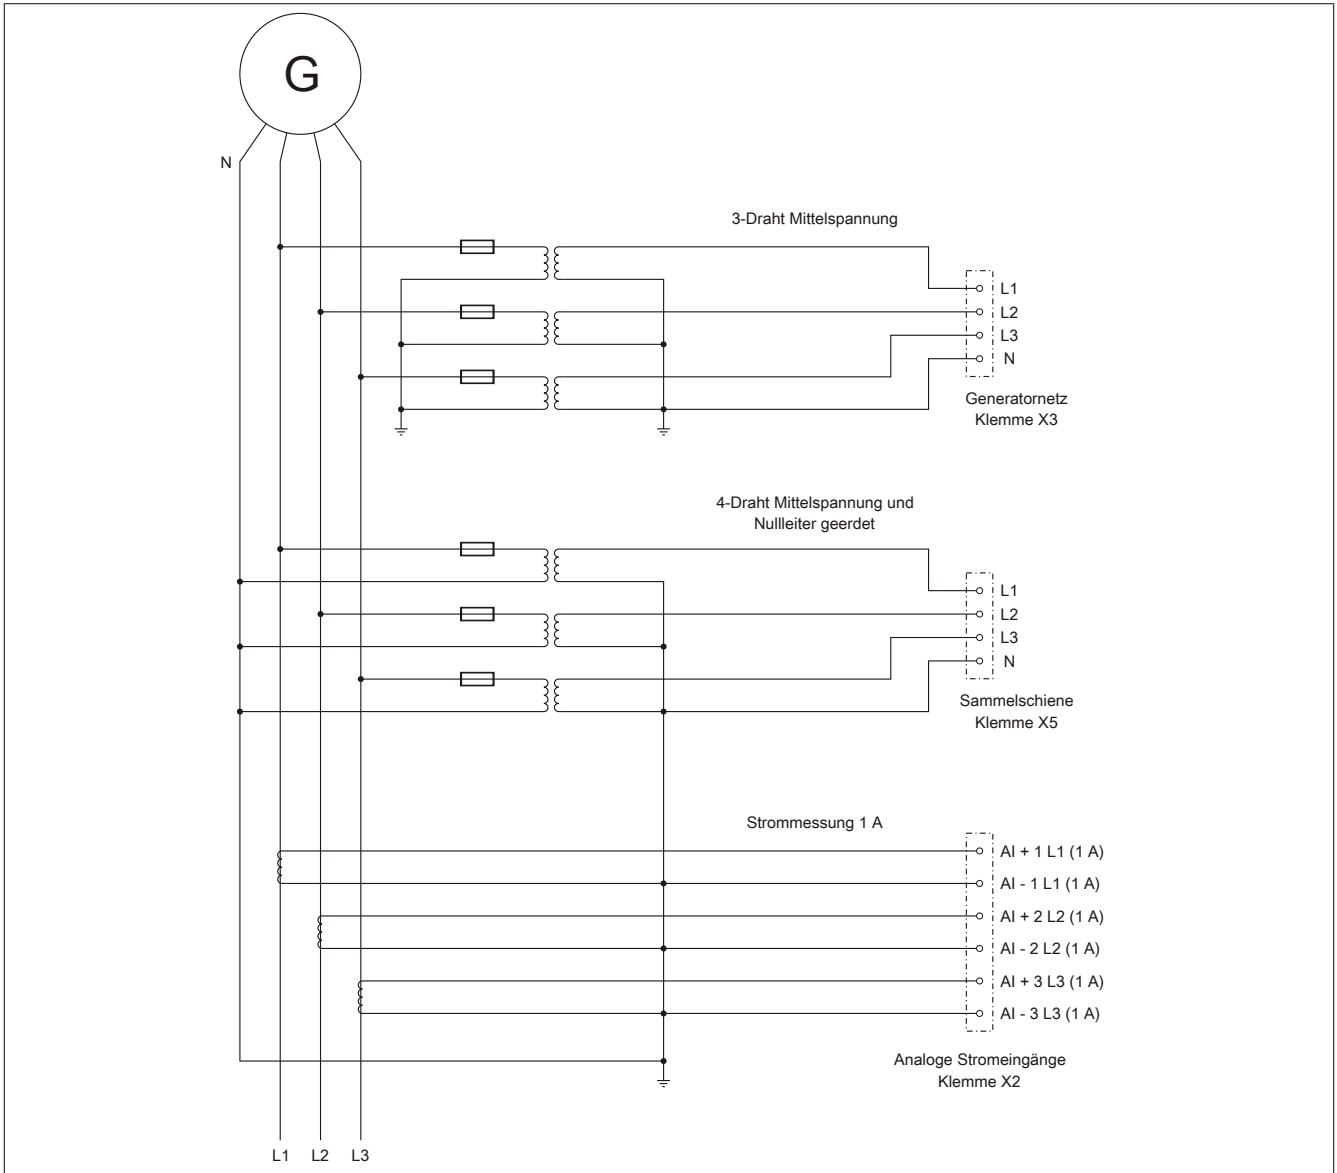 G
N
3-Draht Mittelspannung
L1
L2
L3
N
Generatornetz
Klemme X3
4-Draht Mittelspannung und
Nullleiter geerdet
L1
L2
L3
N
Sammelschiene
Klemme X5
Strommessung 1 A
AI + 1 L1 (1 A)
AI - 1 L1 (1 A)
AI + 2 L2 (1 A)
AI - 2 L2 (1 A)
AI + 3 L3 (1 A)
AI - 3 L3 (1 A)
Analoge Stromeingänge
Klemme X2
L1 L2 L3